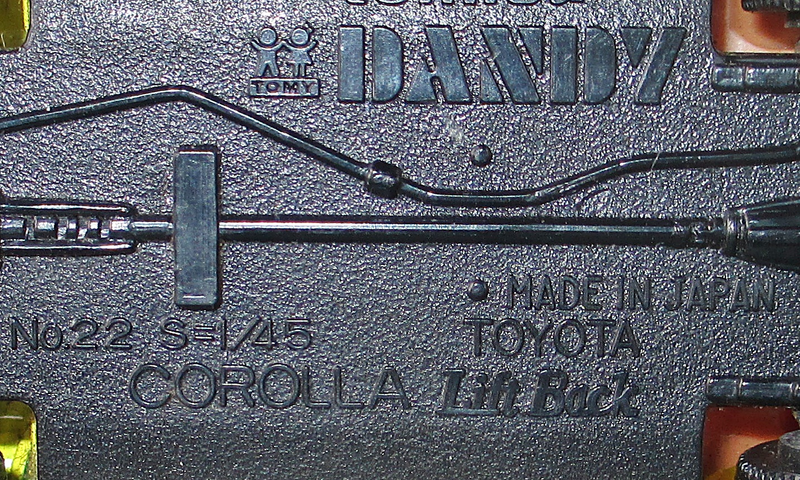 DANDY
TOMY
MADE IN JAPAN
No.22 S=1/45
TOYOTA
COROLLA Lift Back